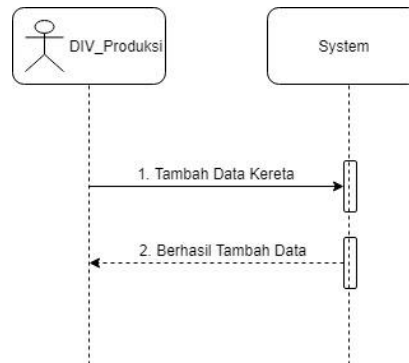 DIV_Produksi
System
1. Tambah Data Kereta
2. Berhasil Tambah Data